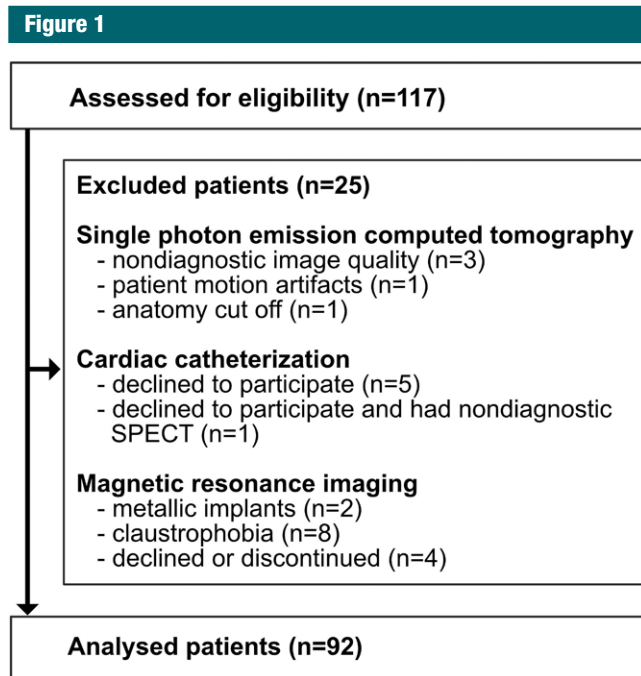 Figure 1
Assessed for eligibility (n=117)
Excluded patients (n=25)
Single photon emission computed tomography
- nondiagnostic image quality (n=3)
- patient motion artifacts (n=1)
- anatomy cut off (n=1)
Cardiac catheterization
- declined to participate (n=5)
- declined to participate and had nondiagnostic
SPECT (n=1)
Magnetic resonance imaging
- metallic implants (n=2)
- claustrophobia (n=8)
- declined or discontinued (n=4)
Analysed patients (n=92)